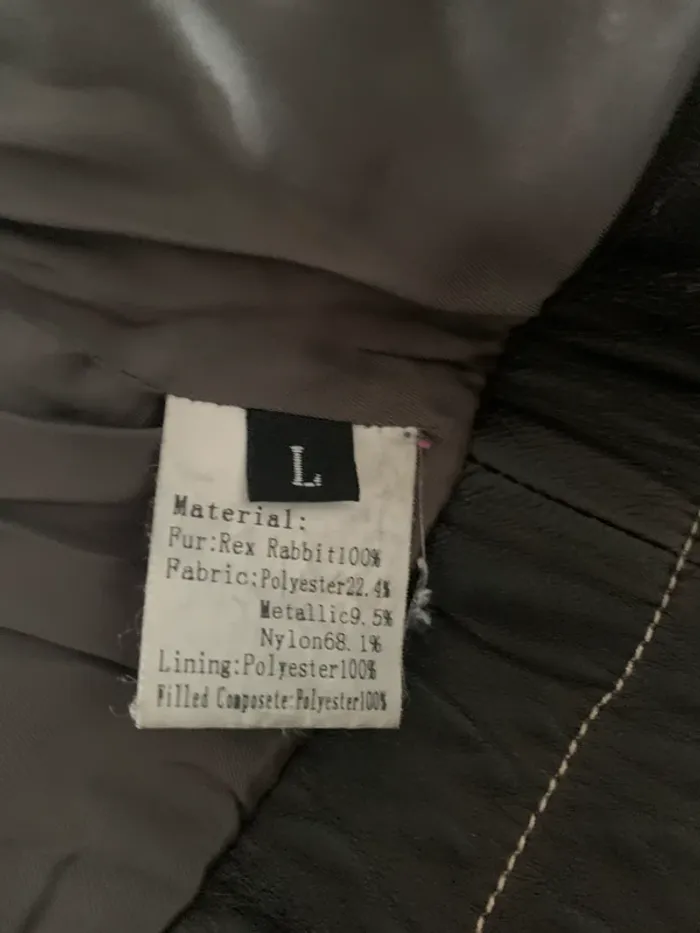 L
Material:
Fur:Rex Rabbit100%
Fabric:Polyester22.4%
Metallic9.5%
Nylon68.1%
Lining:Polyester100%
Filled Composete:Polyester100%